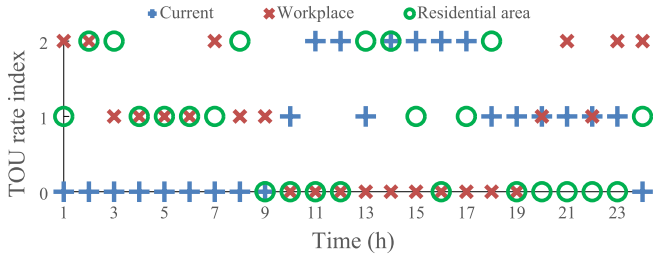 Current Workplace Residential area
TOU rate index
2
1
0
1 3 5 7 9 11 13 15 17 19 21 23
Time (h)